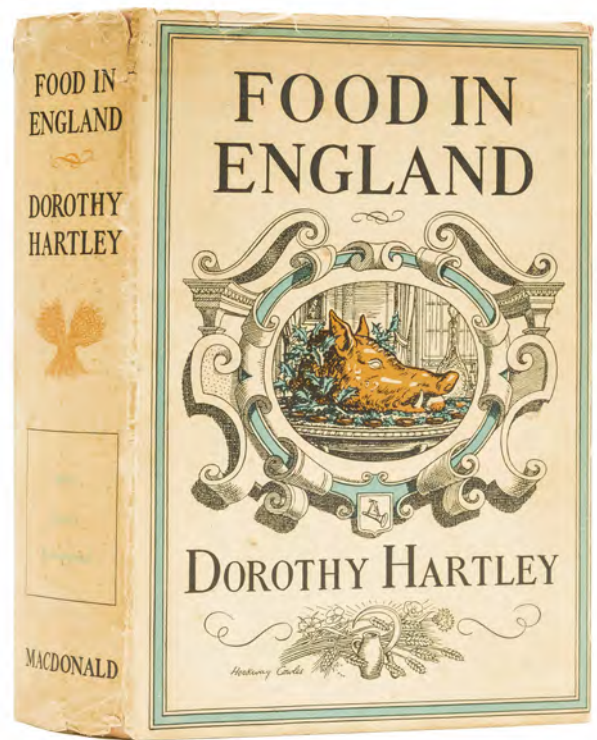 FOOD IN
ENGLAND
DOROTHY
HARTLEY
MACDONALD
FOOD IN
ENGLAND
DOROTHY HARTLEY